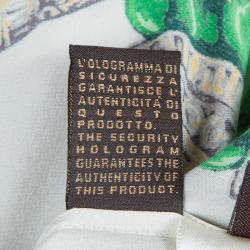 L'OLOGRAMMA DI
SICUREZZA
GARANTISCE L'
AUTENTICITÀ DI
QUESTO
PRODOTTO.
THE SECURITY
HOLOGRAM
GUARANTEES THE
AUTHENTICITY OF
THIS PRODUCT.